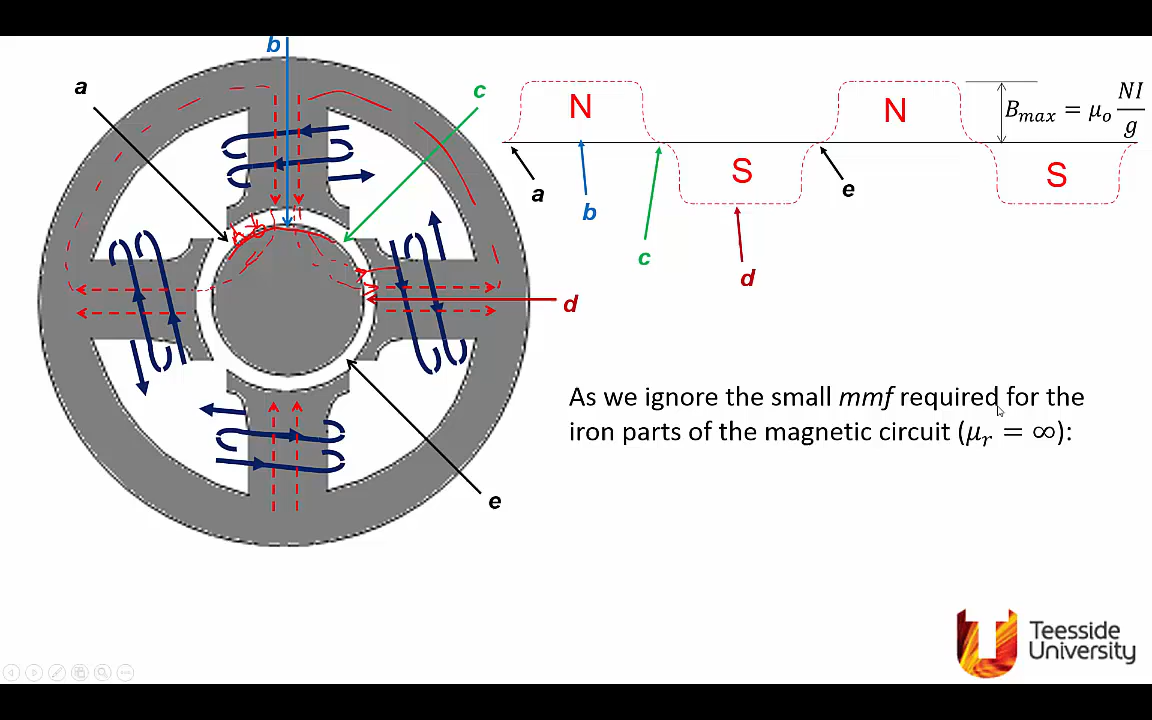 a
b
c
d
e
N
S
N
S
a
b
c
d
e
B_max = μ_o NI/g
As we ignore the small mmf required for the
iron parts of the magnetic circuit (μ_r = ∞):
Teesside
University